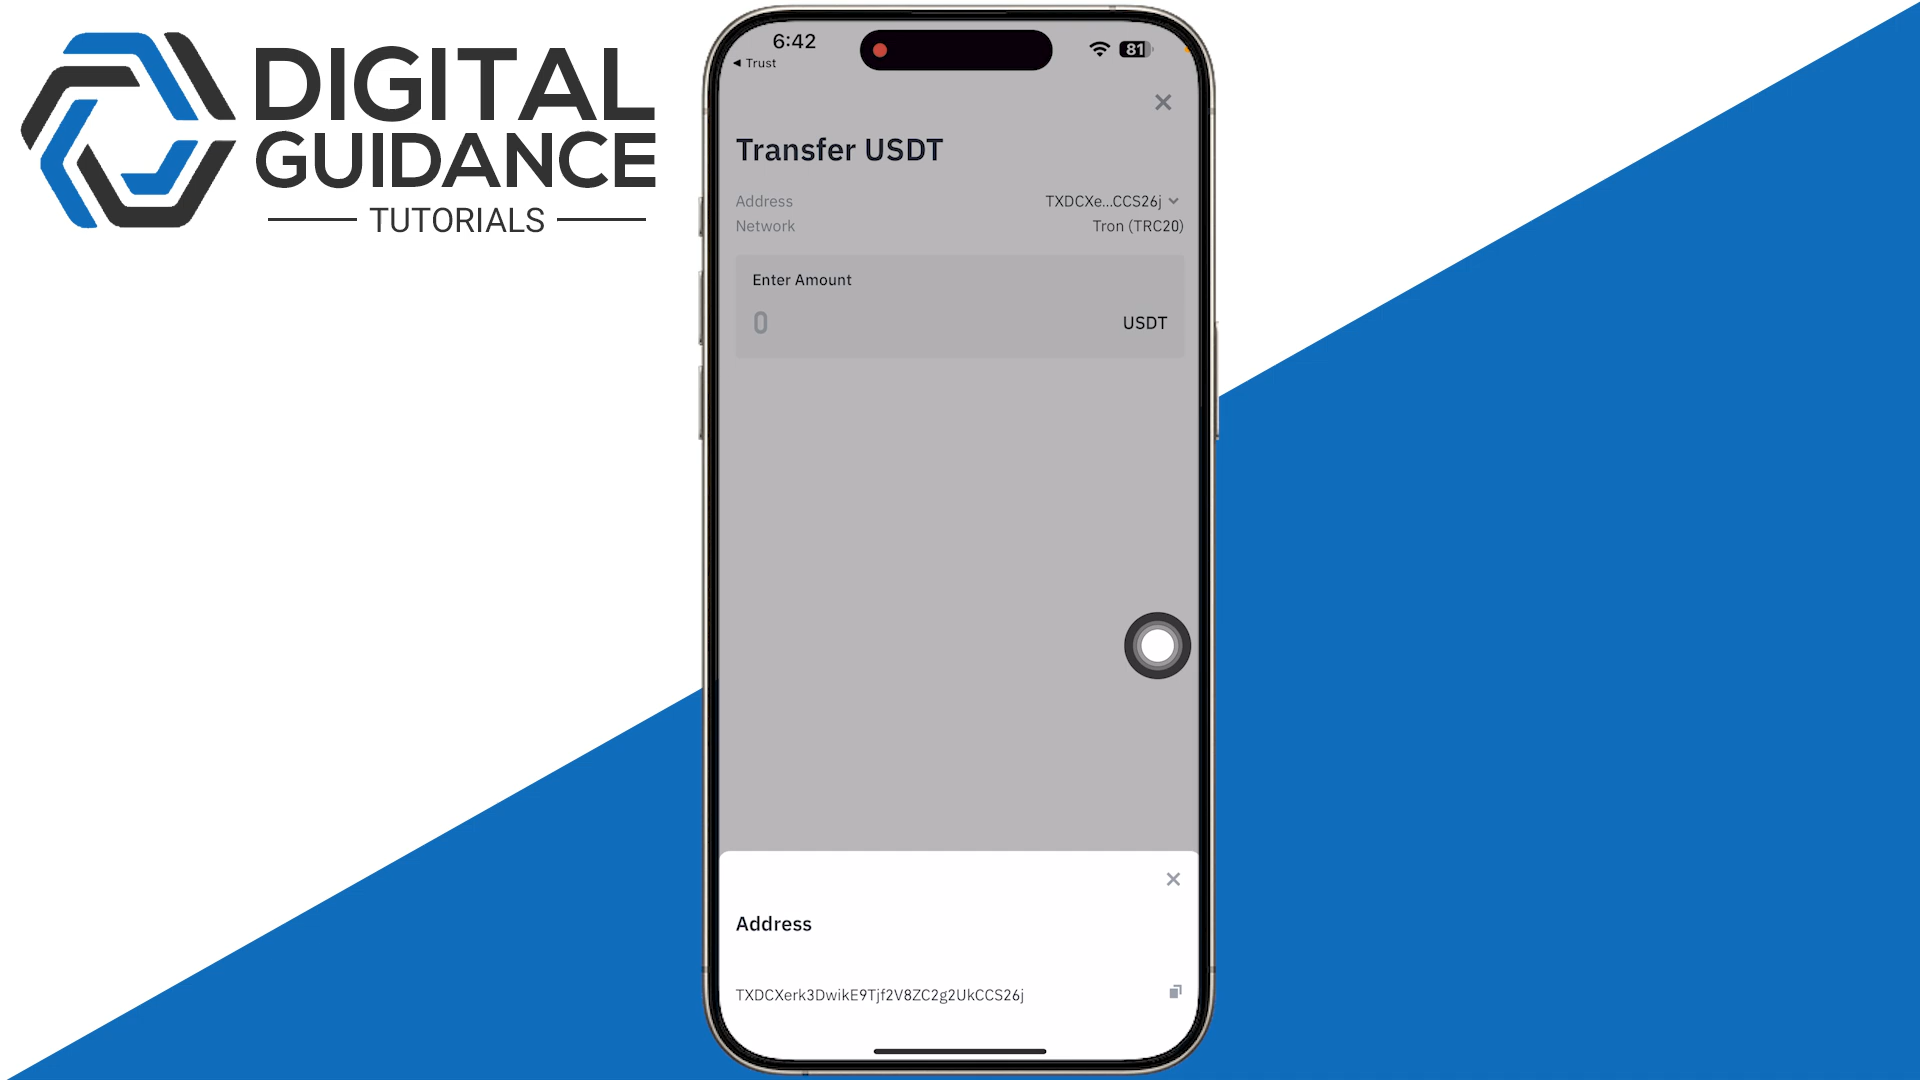 DIGITAL
GUIDANCE
TUTORIALS
6:42
81
◀ Trust
Transfer USDT
Address TXDCXe...CCS26j
Network Tron (TRC20)
Enter Amount
0 USDT
Address
TXDCXerk3DwikE9Tjf2V8ZC2g2UkCCS26j